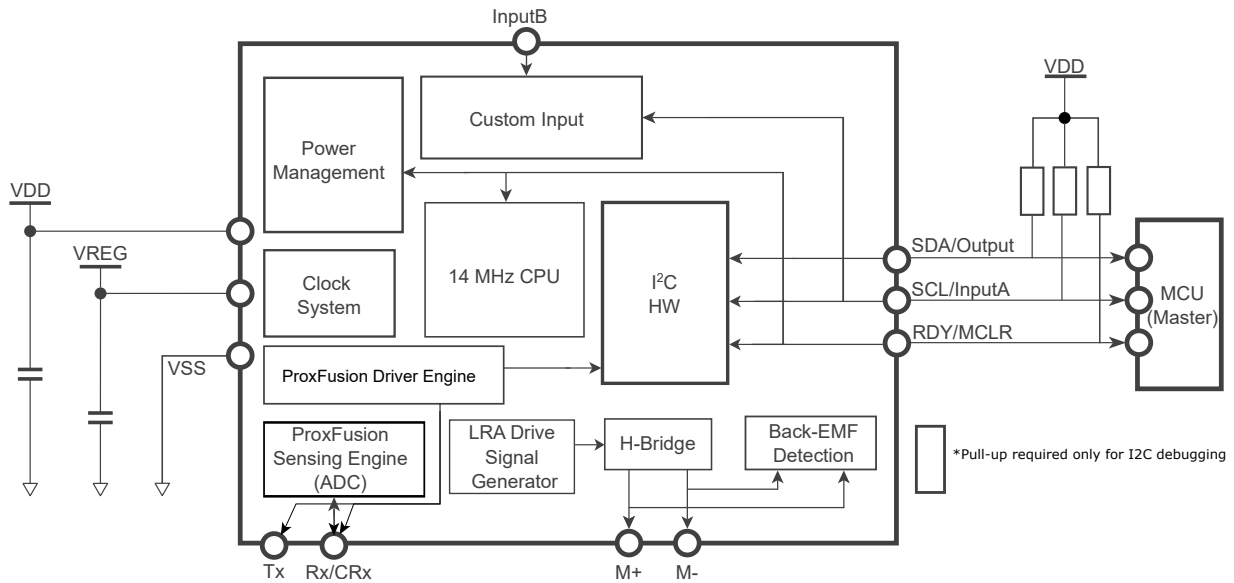 InputB
VDD
Custom Input
Power
Management
VDD
VREG
SDA/Output
Clock
System
14 MHz CPU
I²C
HW
SCL/InputA
MCU
(Master)
RDY/MCLR
VSS
ProxFusion Driver Engine
ProxFusion
Sensing Engine
(ADC)
LRA Drive
Signal
Generator
H-Bridge
Back-EMF
Detection
*Pull-up required only for I2C debugging
Tx
Rx/CRx
M+
M-